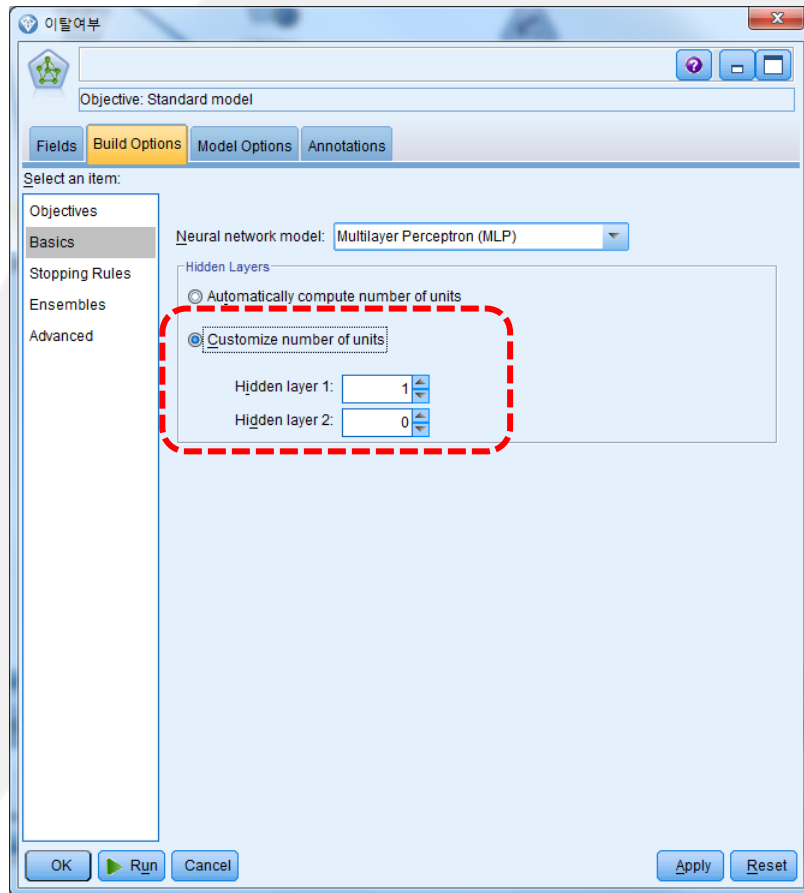 이탈여부
Objective: Standard model
Fields Build Options Model Options Annotations
Select an item:
Objectives
Basics
Stopping Rules
Ensembles
Advanced
Neural network model: Multilayer Perceptron (MLP)
Hidden Layers
Automatically compute number of units
Customize number of units
Hidden layer 1: 1
Hidden layer 2: 0
OK Run Cancel Apply Reset